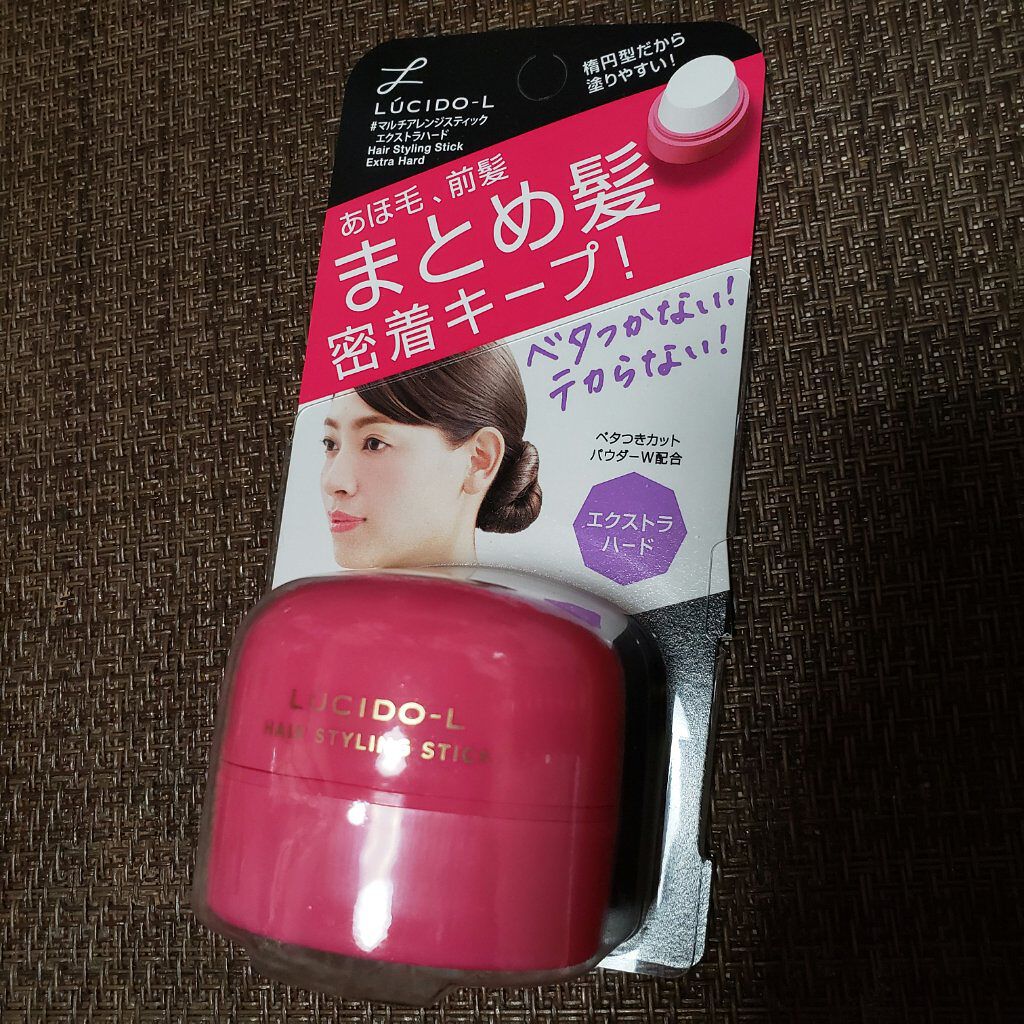 LÚCIDO-L
#マルチアレンジスティック
エクストラハード
Hair Styling Stick
Extra Hard
楕円型だから
塗りやすい!
あほ毛、前髪
まとめ髪
密着キープ!
ベタつかない!
テカらない!
ベタつきカット
パウダーW配合
エクストラ
ハード
LÚCIDO-L
HAIR STYLING STICK